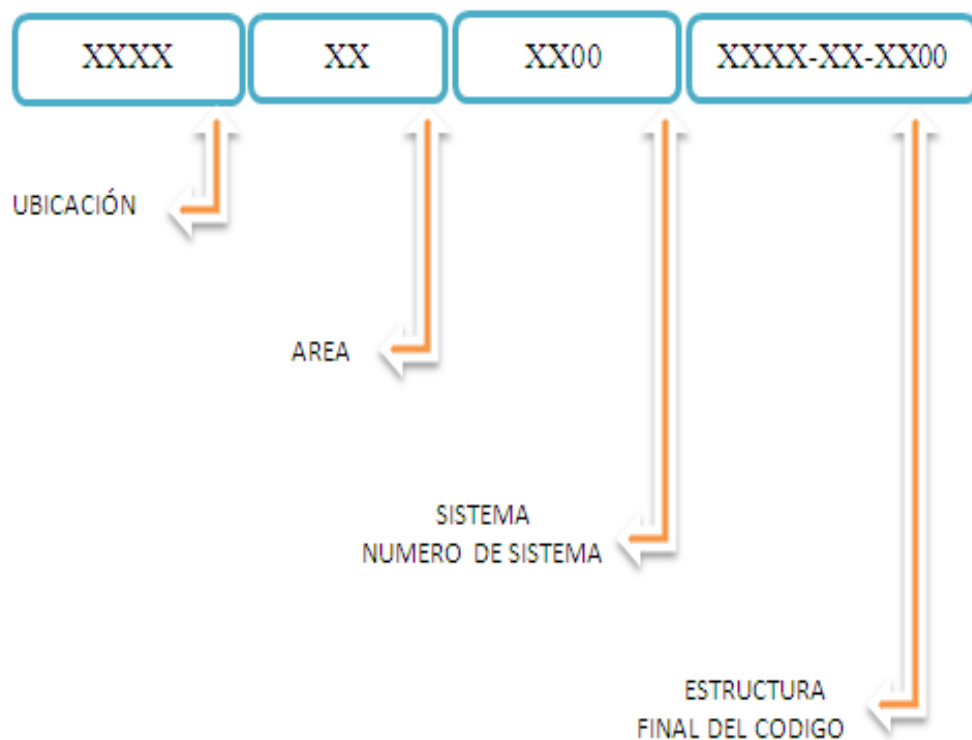 XXXX XX XX00 XXXX-XX-XX00
UBICACIÓN
AREA
SISTEMA
NUMERO DE SISTEMA
ESTRUCTURA
FINAL DEL CODIGO